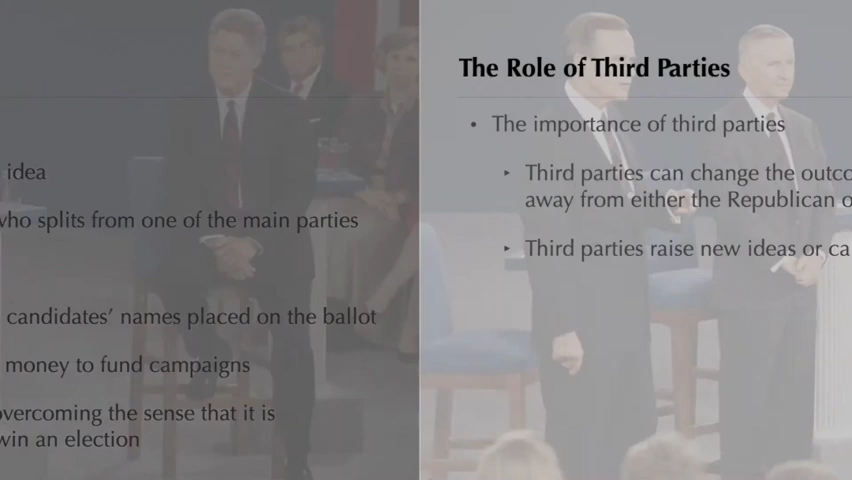 idea
who splits from one of the main parties
candidates' names placed on the ballot
money to fund campaigns
overcoming the sense that it is
win an election
The Role of Third Parties
• The importance of third parties
‣ Third parties can change the
away from either the Republican
‣ Third parties raise new ideas or